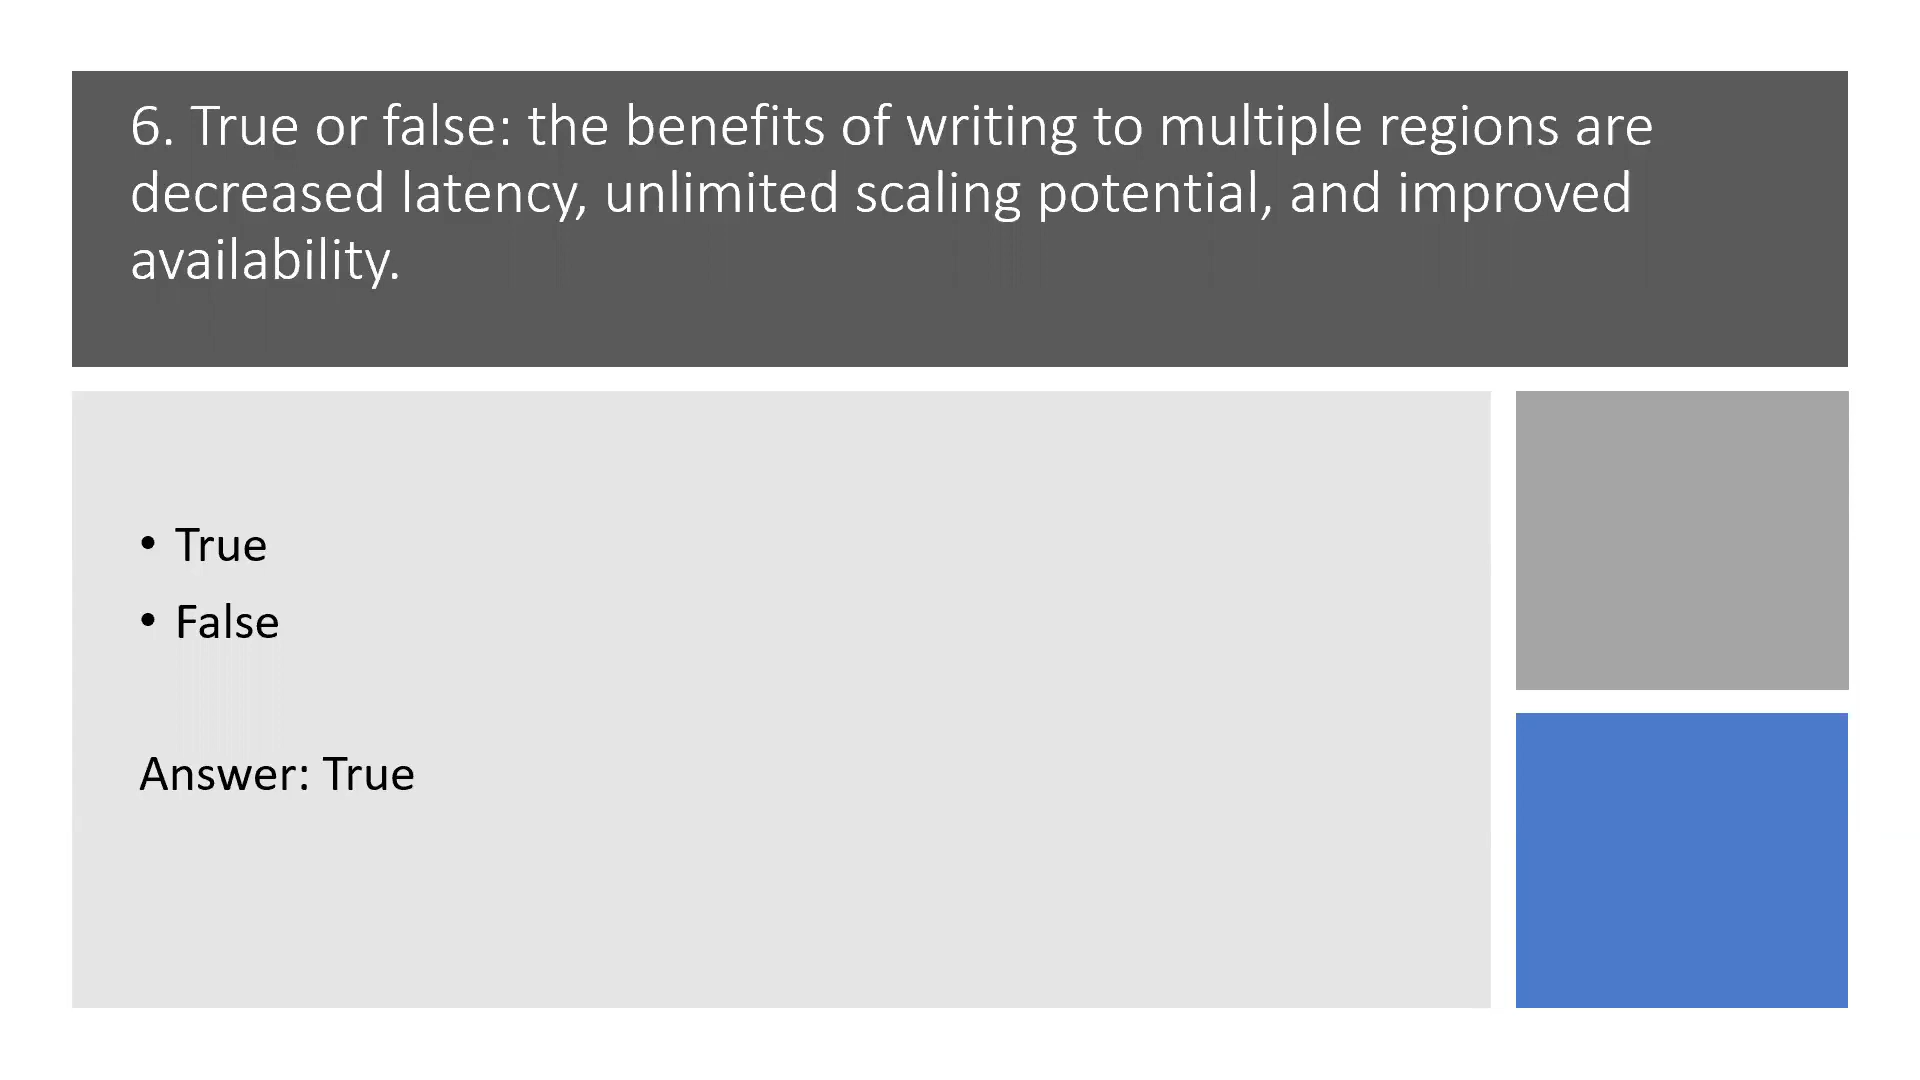 6. True or false: the benefits of writing to multiple regions are
decreased latency, unlimited scaling potential, and improved
availability.
• True
• False
Answer: True